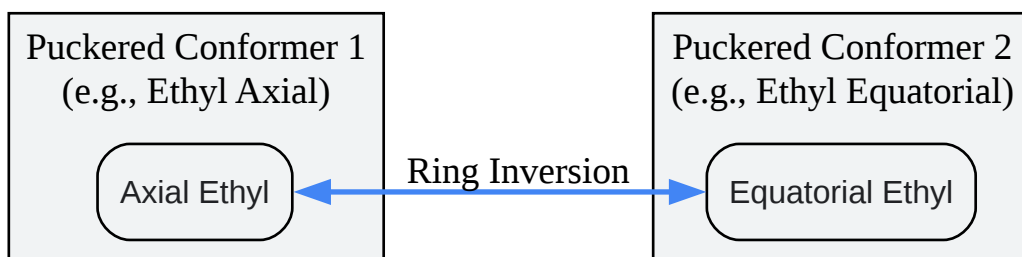 Puckered Conformer 1
(e.g., Ethyl Axial)
Axial Ethyl
Ring Inversion
Puckered Conformer 2
(e.g., Ethyl Equatorial)
Equatorial Ethyl